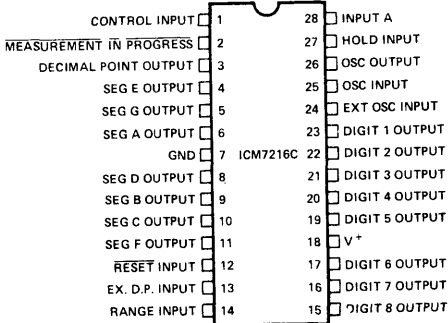 CONTROL INPUT 1
MEASUREMENT IN PROGRESS 2
DECIMAL POINT OUTPUT 3
SEG E OUTPUT 4
SEG G OUTPUT 5
SEG A OUTPUT 6
GND 7
SEG D OUTPUT 8
SEG B OUTPUT 9
SEG C OUTPUT 10
SEG F OUTPUT 11
RESET INPUT 12
EX. D.P. INPUT 13
RANGE INPUT 14
ICM7216C
28 INPUT A
27 HOLD INPUT
26 OSC OUTPUT
25 OSC INPUT
24 EXT OSC INPUT
23 DIGIT 1 OUTPUT
22 DIGIT 2 OUTPUT
21 DIGIT 3 OUTPUT
20 DIGIT 4 OUTPUT
19 DIGIT 5 OUTPUT
18 V+
17 DIGIT 6 OUTPUT
16 DIGIT 7 OUTPUT
15 DIGIT 8 OUTPUT